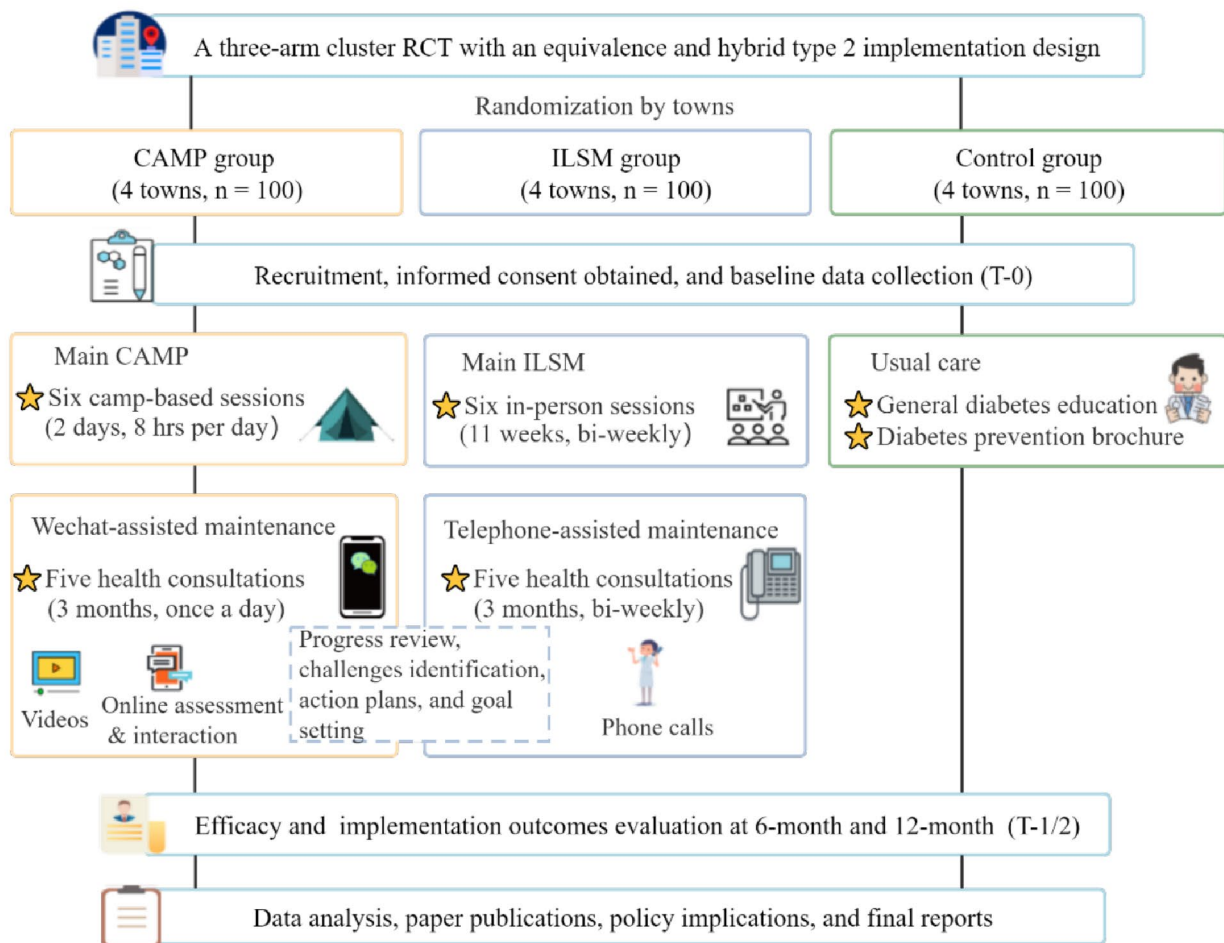 A three-arm cluster RCT with an equivalence and hybrid type 2 implementation design
Randomization by towns
CAMP group
(4 towns, n = 100)
ILSM group
(4 towns, n = 100)
Control group
(4 towns, n = 100)
Recruitment, informed consent obtained, and baseline data collection (T-0)
Main CAMP
Six camp-based sessions
(2 days, 8 hrs per day)
Main ILSM
Six in-person sessions
(11 weeks, bi-weekly)
Usual care
General diabetes education
Diabetes prevention brochure
Wechat-assisted maintenance
Five health consultations
(3 months, once a day)
Videos
Online assessment
& interaction
Progress review,
challenges identification,
action plans, and goal
setting
Telephone-assisted maintenance
Five health consultations
(3 months, bi-weekly)
Phone calls
Efficacy and implementation outcomes evaluation at 6-month and 12-month (T-1/2)
Data analysis, paper publications, policy implications, and final reports